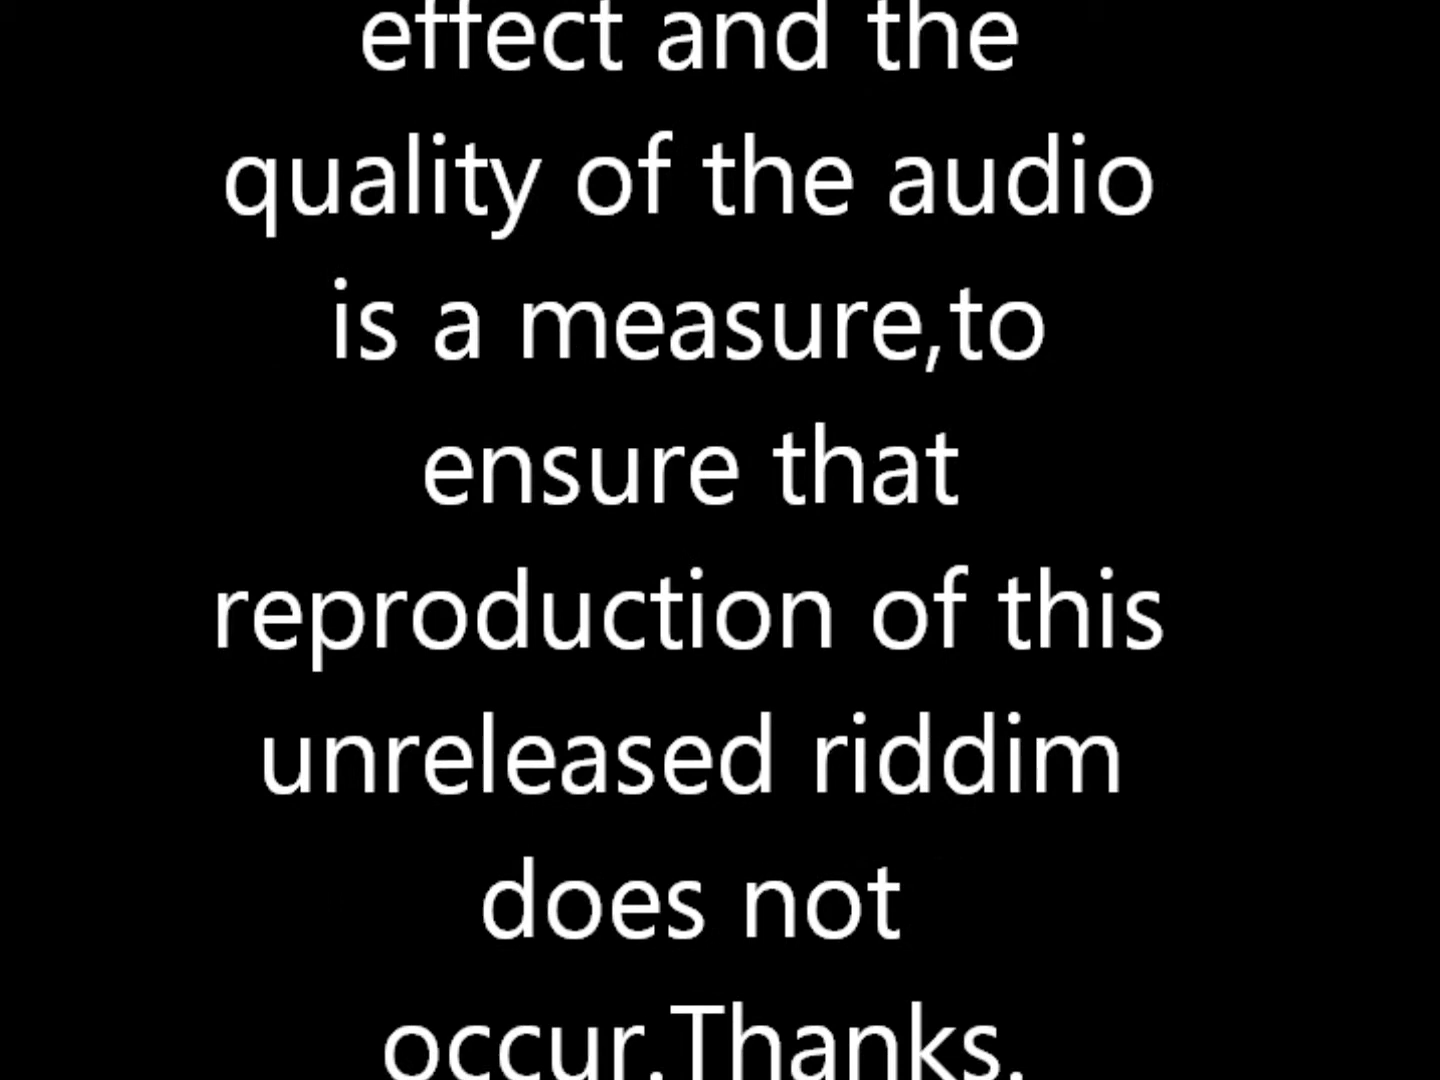 effect and the
quality of the audio
is a measure,to
ensure that
reproduction of this
unreleased riddim
does not
occur.Thanks.